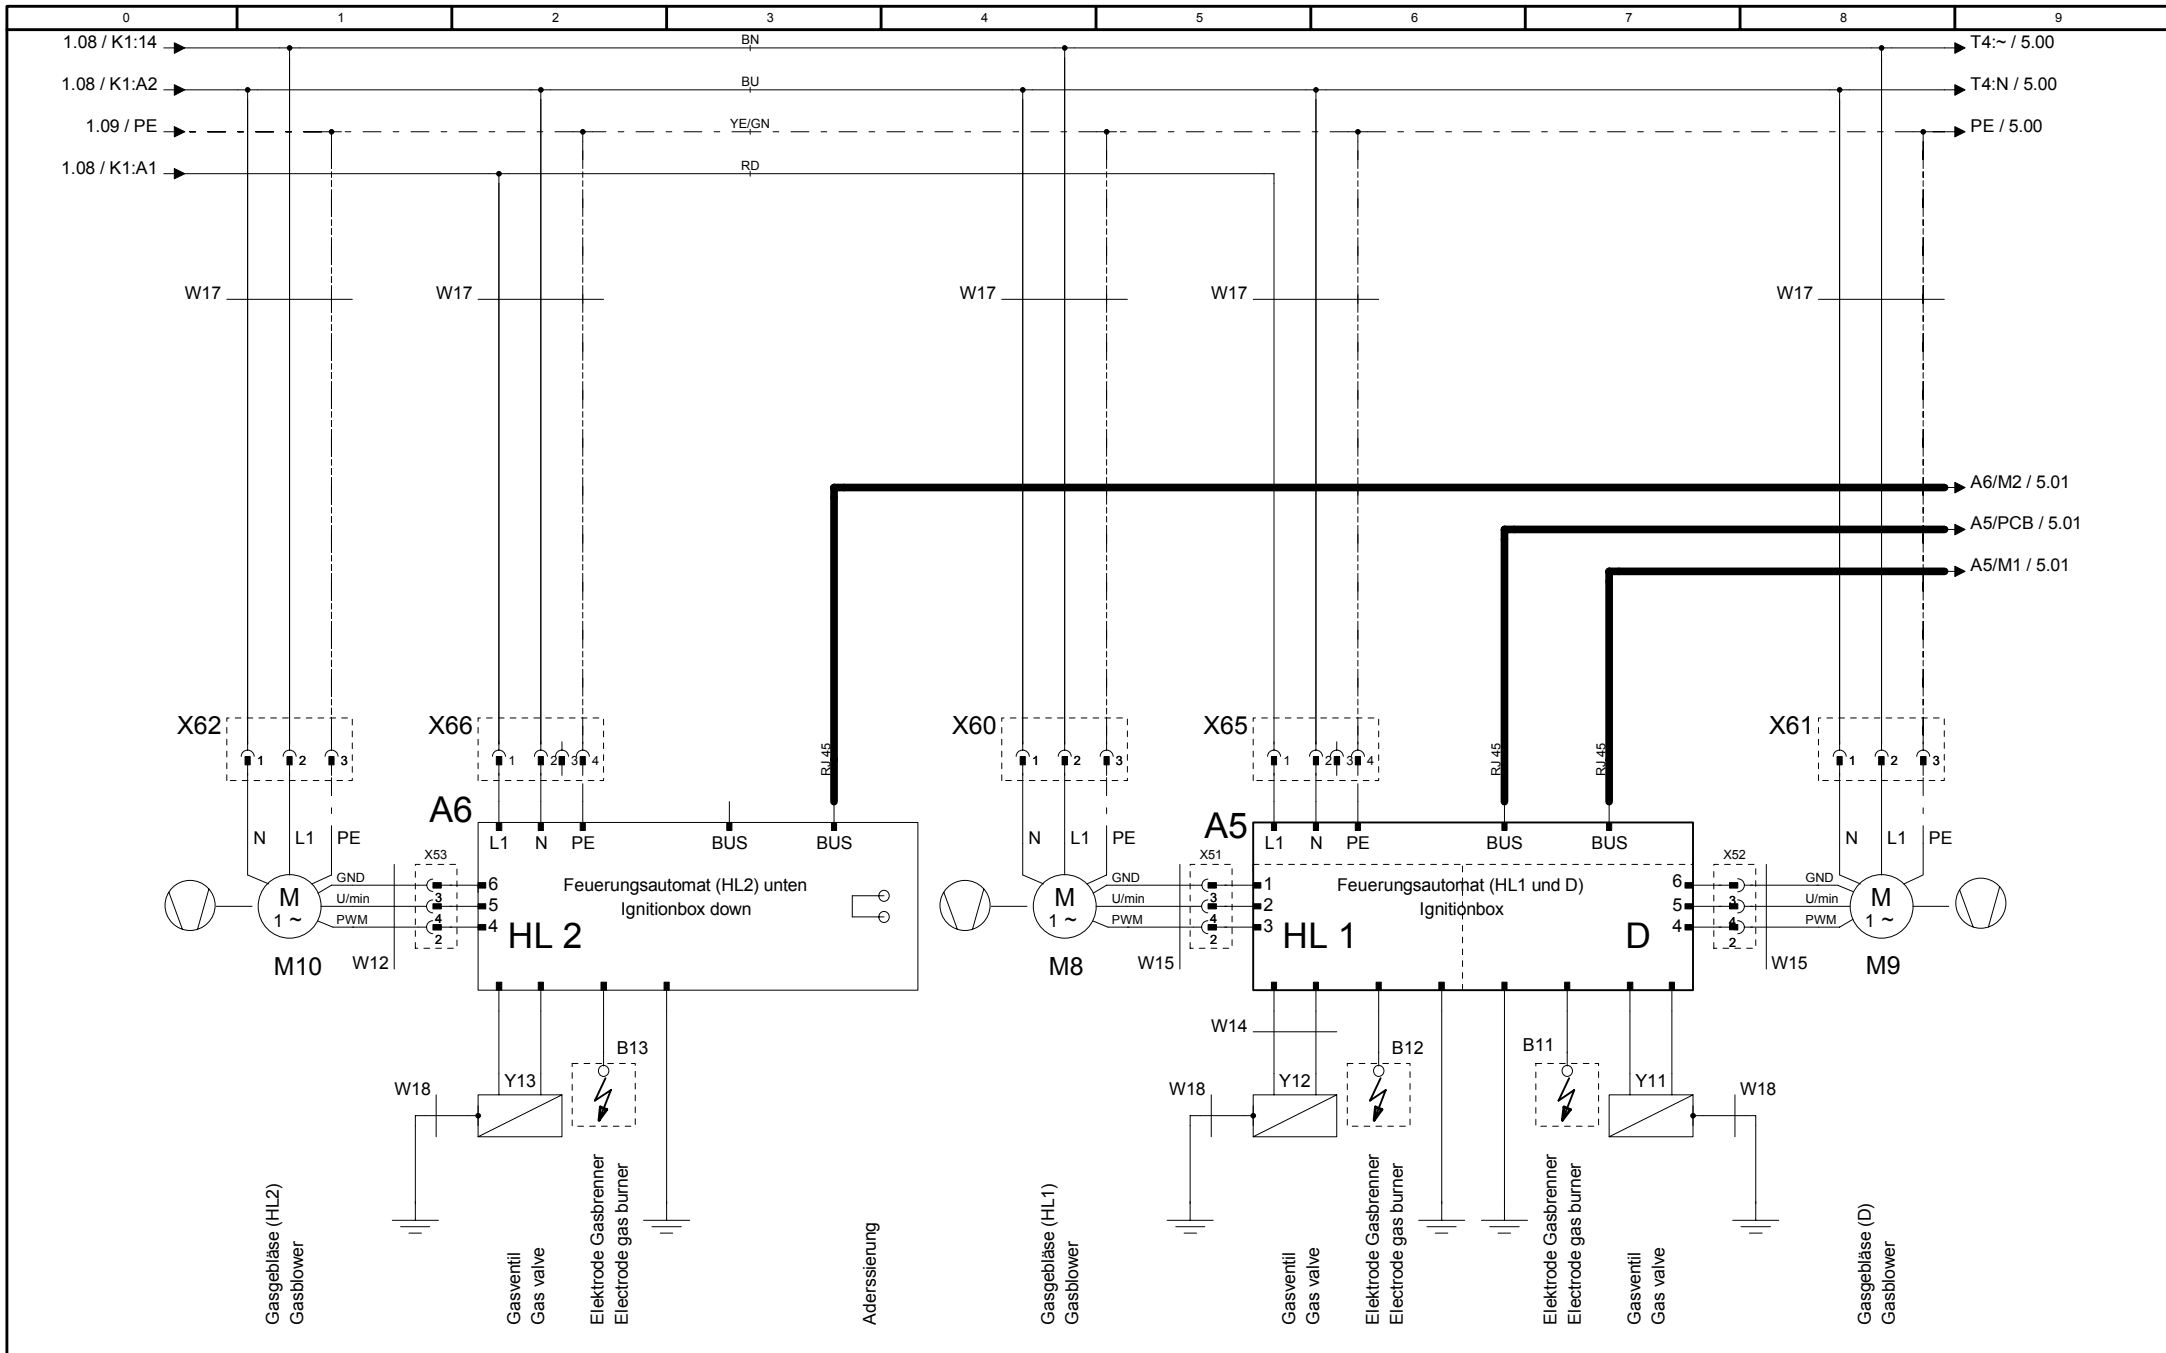 0 1 2 3 4 5 6 7 8 9
1.08 / K1:14 BN T4:~ / 5.00
1.08 / K1:A2 BU T4:N / 5.00
1.09 / PE YE/GN PE / 5.00
1.08 / K1:A1 RD
W17 W17 W17 W17 W17
A6/M2 / 5.01
A5/PCB / 5.01
A5/M1 / 5.01
X62 X66 X60 X65 X61
RJ 45 RJ 45 RJ 45
1 2 3 1 2 3 4 1 2 3 1 2 3 4 1 2 3
A6 A5
N L1 PE L1 N PE BUS BUS N L1 PE L1 N PE BUS BUS N L1 PE
X53 X51 X52
GND 6 GND 1 6 GND
U/min 3 5 U/min 3 2 5 3 U/min
PWM 4 4 PWM 4 3 4 4 PWM
2 2 2
M
1 ~
Feuerungsautomat (HL2) unten
Ignitionbox down
M
1 ~
Feuerungsautomat (HL1 und D)
Ignitionbox
M
1 ~
HL 2 HL 1 D
M10 W12 M8 W15 W15 M9
W14
B13 B12 B11
W18 Y13 W18 Y12 Y11 W18
Gasgebläse (HL2)
Gasblower
Gasventil
Gas valve
Elektrode Gasbrenner
Electrode gas burner
Aderssierung
Gasgebläse (HL1)
Gasblower
Gasventil
Gas valve
Elektrode Gasbrenner
Electrode gas burner
Elektrode Gasbrenner
Electrode gas burner
Gasventil
Gas valve
Gasgebläse (D)
Gasblower